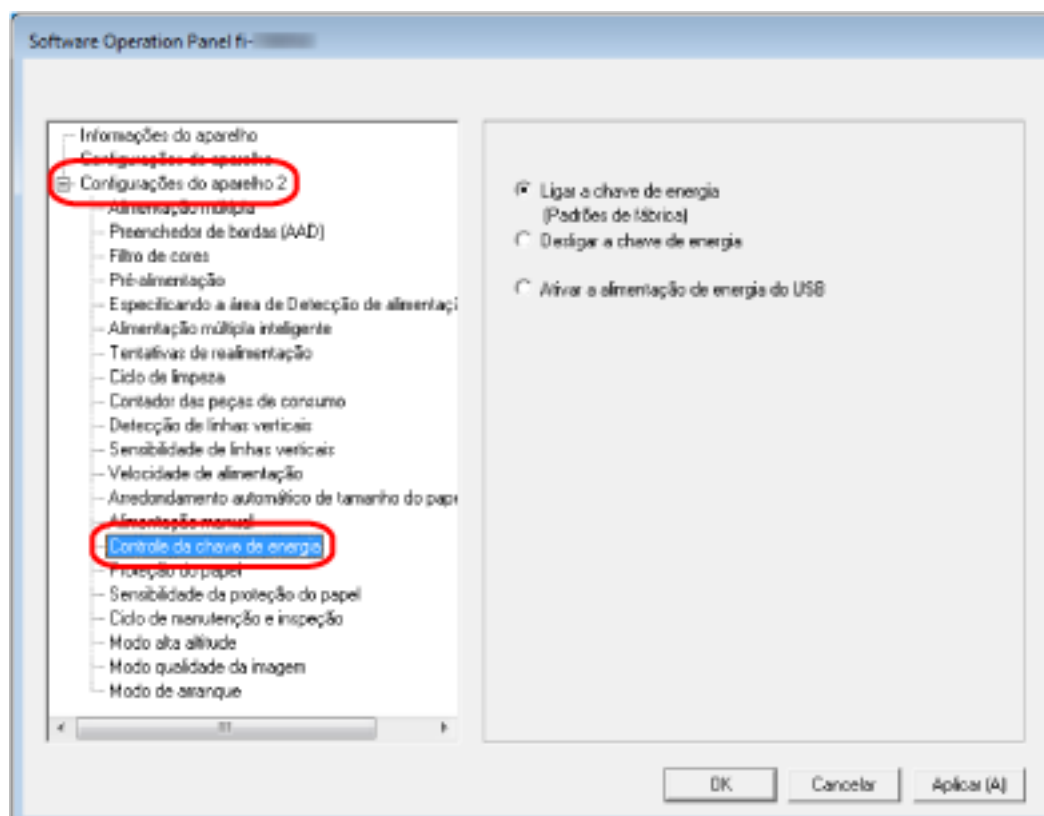 Software Operation Panel fi-
Informações do aparelho
Configurações do aparelho
Configurações do aparelho 2
Alimentação múltipla
Preenchedor de bordas (AAD)
Filtro de cores
Pré-alimentação
Especificando a área de Detecção de alimentaçã
Alimentação múltipla inteligente
Tentativas de realimentação
Ciclo de limpeza
Contador das peças de consumo
Detecção de linhas verticais
Sensibilidade de linhas verticais
Velocidade de alimentação
Arredondamento automático de tamanho do pape
Alimentação manual
Controle da chave de energia
Proteção do papel
Sensibilidade da proteção do papel
Ciclo de manutenção e inspeção
Modo alta altitude
Modo qualidade da imagem
Modo de arranque
Ligar a chave de energia
(Padrões de fábrica)
Desligar a chave de energia
Ativar a alimentação de energia do USB
OK
Cancelar
Aplicar (A)